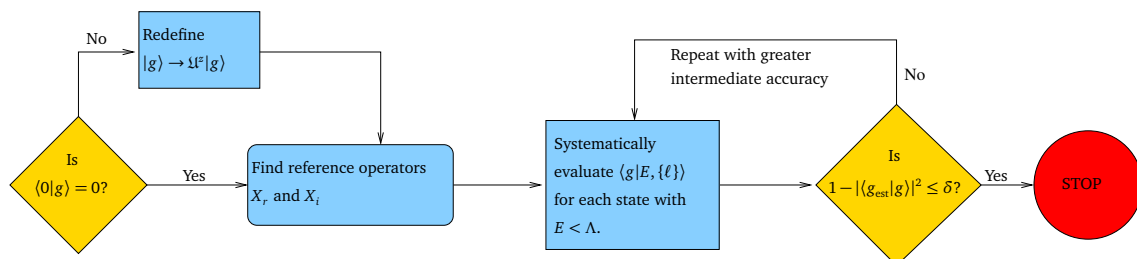 No
Redefine
|g⟩ → 𝔘ᶻ|g⟩
Is
⟨0|g⟩ = 0?
Yes
Find reference operators
X_r and X_i
Repeat with greater
intermediate accuracy
Systematically
evaluate ⟨g|E, {ℓ}⟩
for each state with
E < Λ.
No
Is
1 − |⟨g_est|g⟩|² ≤ δ?
Yes
STOP